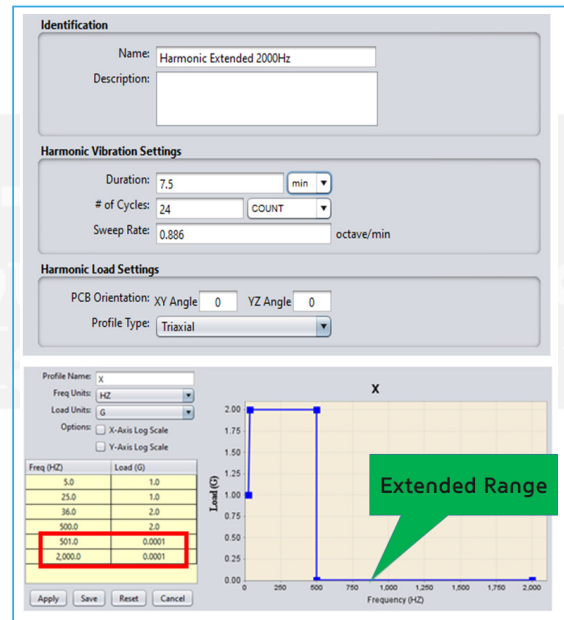 Identification
Name: Harmonic Extended 2000Hz
Description:
Harmonic Vibration Settings
Duration: 7.5 min
# of Cycles: 24 COUNT
Sweep Rate: 0.886 octave/min
Harmonic Load Settings
PCB Orientation: XY Angle 0 YZ Angle 0
Profile Type: Triaxial
Profile Name: X
Freq Units: HZ
Load Units: G
Options: X-Axis Log Scale
Y-Axis Log Scale
Freq (HZ) Load (G)
5.0 1.0
25.0 1.0
36.0 2.0
500.0 2.0
501.0 0.0001
2,000.0 0.0001
Apply Save Reset Cancel
X
Load (G)
2.00
1.75
1.50
1.25
1.00
0.75
0.50
0.25
0.00
0 250 500 750 1,000 1,250 1,500 1,750 2,000
Frequency (HZ)
Extended Range